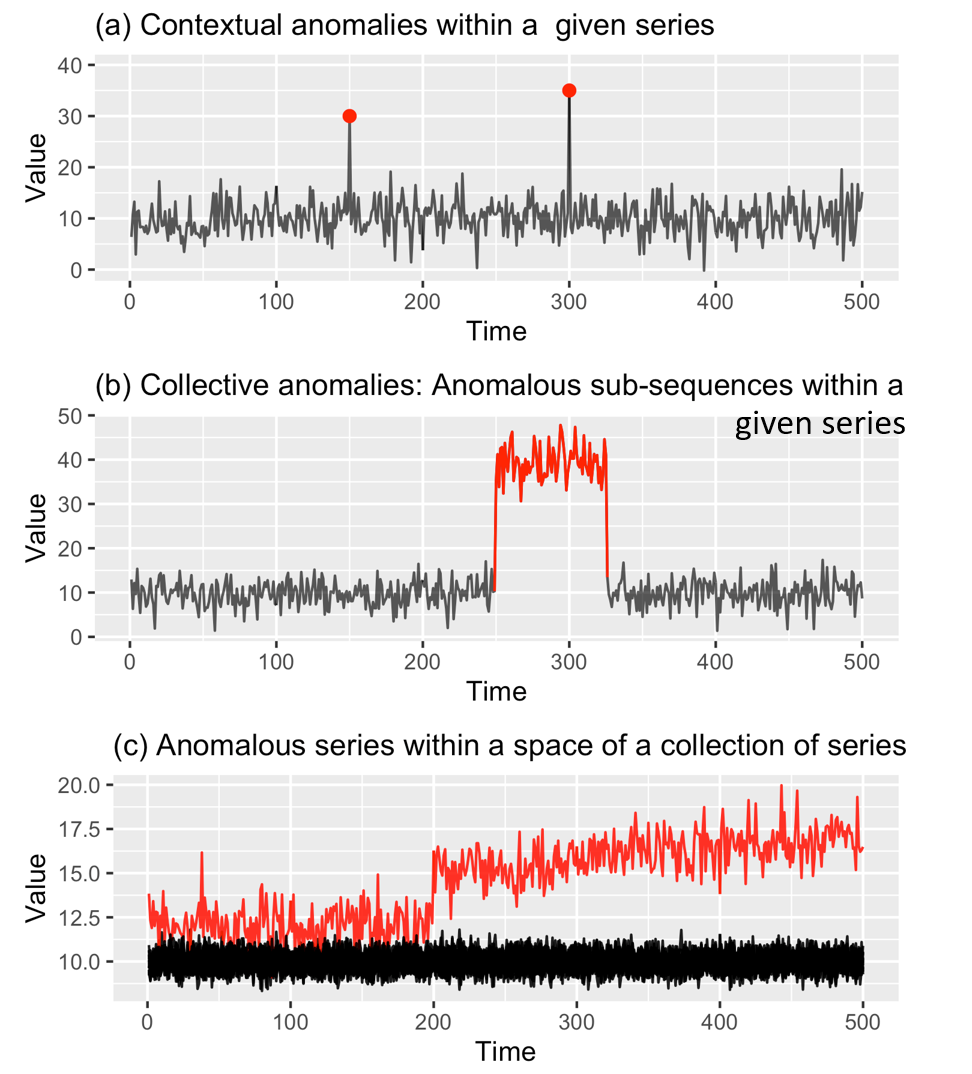 (a) Contextual anomalies within a  given series
40
30
20
10
0
Value
0 100 200 300 400 500
Time
(b) Collective anomalies: Anomalous sub-sequences within a
given series
50
40
30
20
10
0
Value
0 100 200 300 400 500
Time
(c) Anomalous series within a space of a collection of series
20.0
17.5
15.0
12.5
10.0
Value
0 100 200 300 400 500
Time